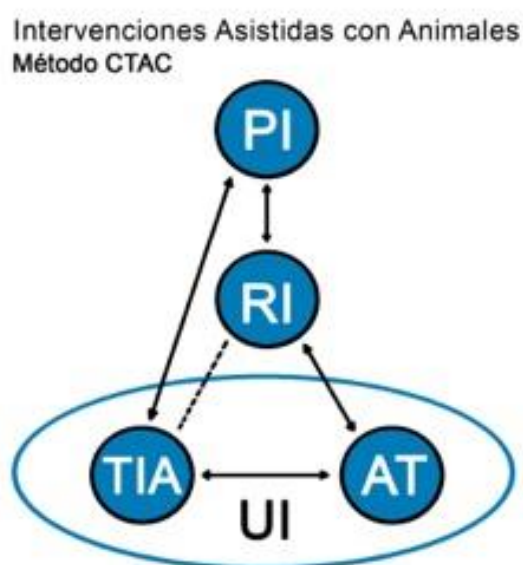 Intervenciones Asistidas con Animales
Método CTAC
PI
RI
TIA
AT
UI